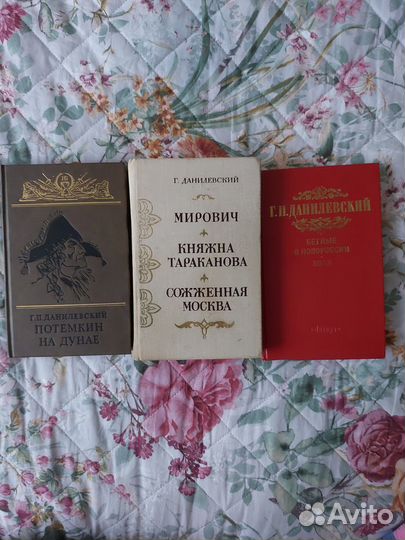 Г.П.ДАНИЛЕВСКИЙ
ПОТЕМКИН
НА ДУНАЕ
Г. ДАНИЛЕВСКИЙ
МИРОВИЧ
КНЯЖНА
ТАРАКАНОВА
СОЖЖЕННАЯ
МОСКВА
Г.П.ДАНИЛЕВСКИЙ
БЕГЛЫЕ
В НОВОРОССИИ
ВОЛЯ
Avito